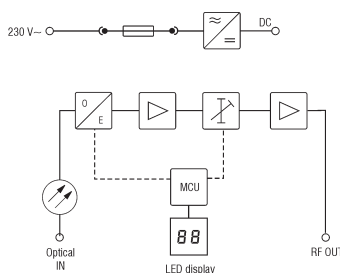 230 V~
DC
O
E
MCU
88
Optical
IN
LED display
RF OUT